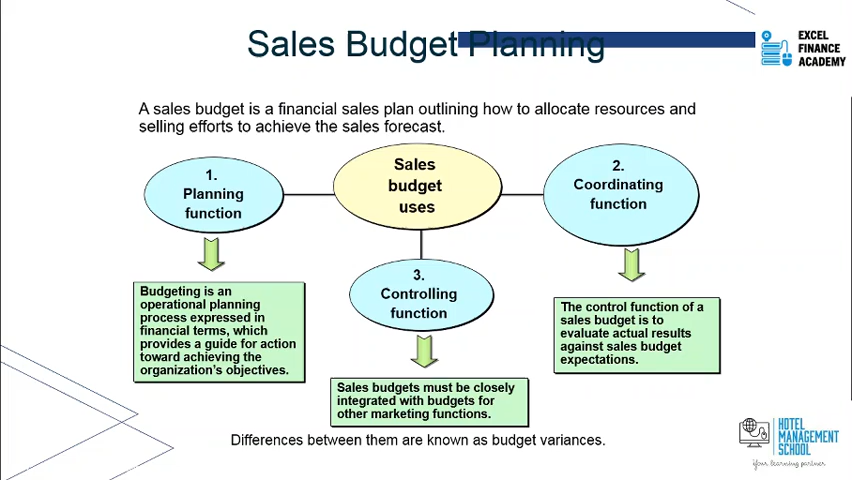 Sales Budget Planning
EXCEL
FINANCE
ACADEMY
A sales budget is a financial sales plan outlining how to allocate resources and
selling efforts to achieve the sales forecast.
1.
Planning
function
Sales
budget
uses
2.
Coordinating
function
3.
Controlling
function
Budgeting is an
operational planning
process expressed in
financial terms, which
provides a guide for action
toward achieving the
organization's objectives.
Sales budgets must be closely
integrated with budgets for
other marketing functions.
The control function of a
sales budget is to
evaluate actual results
against sales budget
expectations.
Differences between them are known as budget variances.
HOTEL
MANAGEMENT
SCHOOL
your learning partner